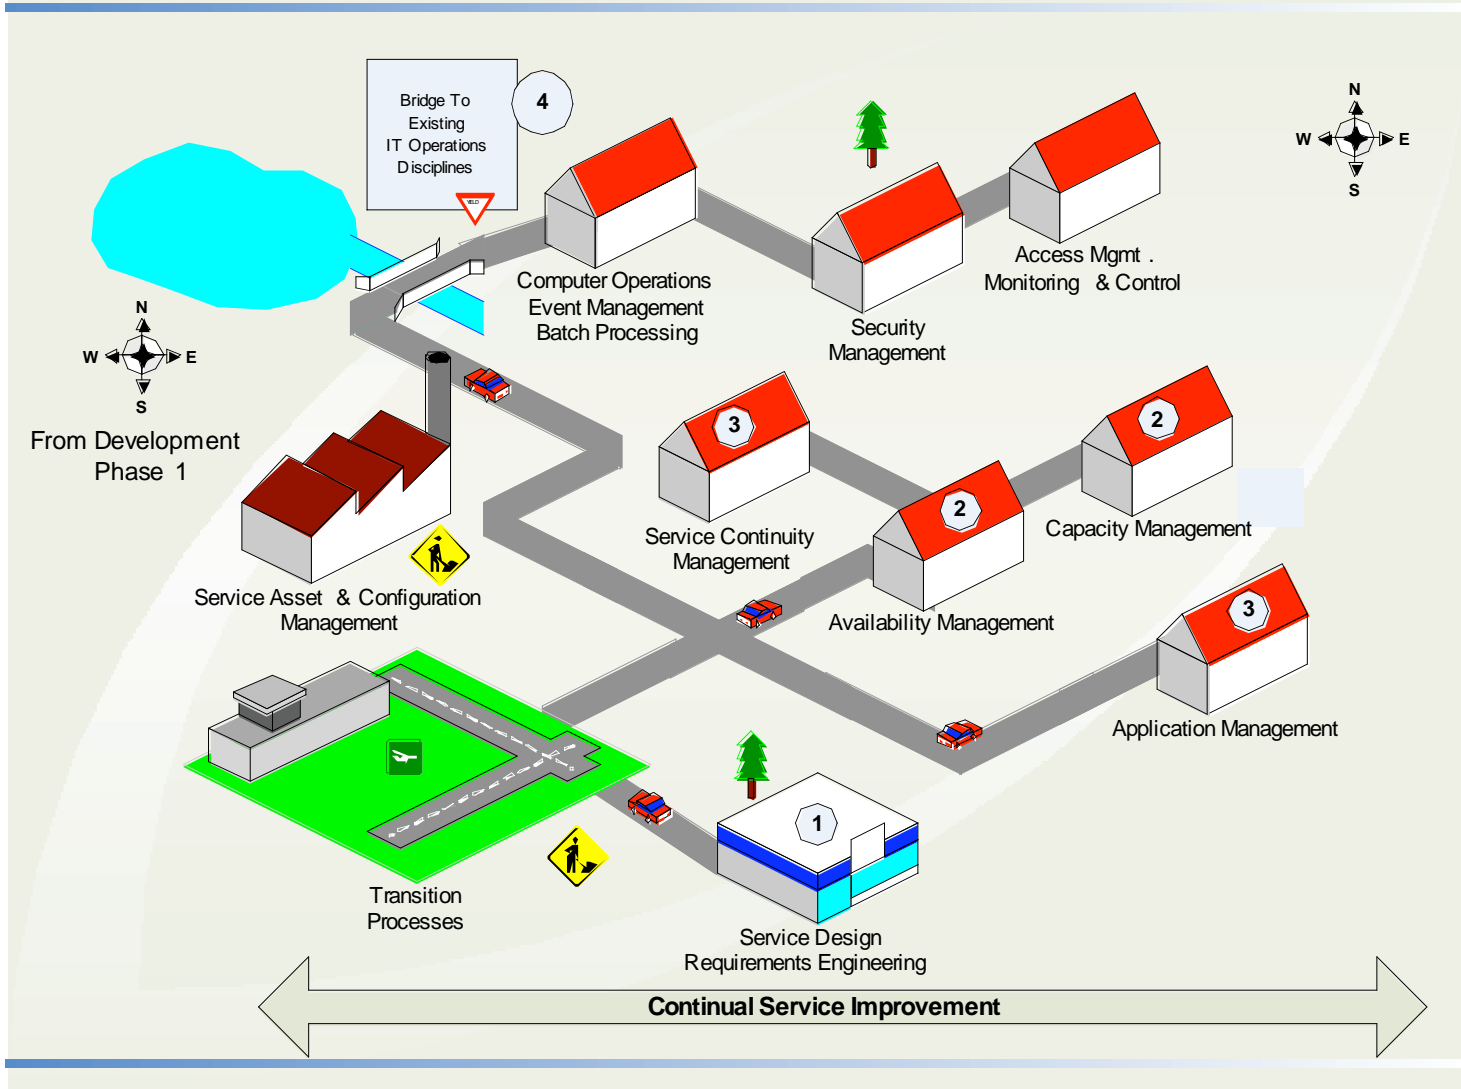 Bridge To
Existing
IT Operations
Disciplines
4
YIELD
N
W E
S
Computer Operations
Event Management
Batch Processing
Security
Management
Access Mgmt .
Monitoring & Control
N
W E
S
From Development
Phase 1
Service Asset & Configuration
Management
3
Service Continuity
Management
2
Availability Management
2
Capacity Management
3
Application Management
Transition
Processes
1
Service Design
Requirements Engineering
Continual Service Improvement